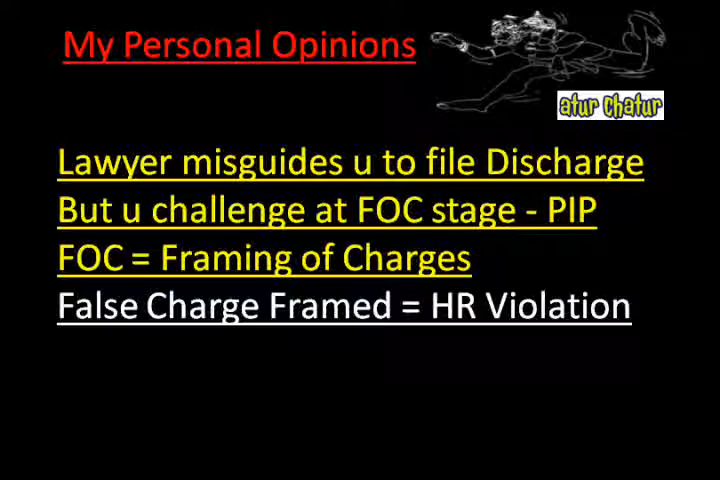 My Personal Opinions
atur chatur
Lawyer misguides u to file Discharge
But u challenge at FOC stage - PIP
FOC = Framing of Charges
False Charge Framed = HR Violation